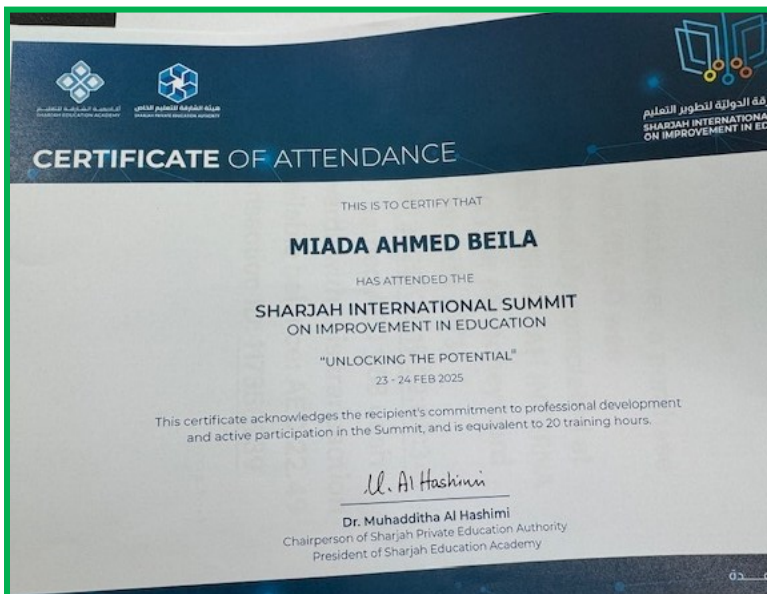 أكاديمية الشارقة للتعليم
SHARJAH EDUCATION ACADEMY
هيئة الشارقة للتعليم الخاص
SHARJAH PRIVATE EDUCATION AUTHORITY
رقة الدولية لتطوير التعليم
SHARJAH INTERNATIONAL
ON IMPROVEMENT IN ED
CERTIFICATE OF ATTENDANCE
THIS IS TO CERTIFY THAT
MIADA AHMED BEILA
HAS ATTENDED THE
SHARJAH INTERNATIONAL SUMMIT
ON IMPROVEMENT IN EDUCATION
"UNLOCKING THE POTENTIAL"
23 - 24 FEB 2025
This certificate acknowledges the recipient's commitment to professional development
and active participation in the Summit, and is equivalent to 20 training hours.
M. Al Hashimi
Dr. Muhadditha Al Hashimi
Chairperson of Sharjah Private Education Authority
President of Sharjah Education Academy